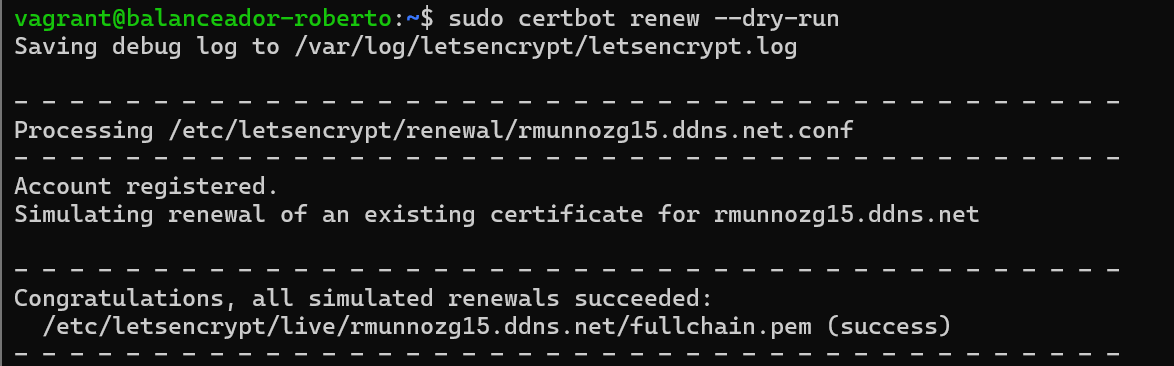 vagrant@balanceador-roberto:~$ sudo certbot renew --dry-run
Saving debug log to /var/log/letsencrypt/letsencrypt.log
- - - - - - - - - - - - - - - - - - - - - - - - - - - - - - - - - - - - - - - -
Processing /etc/letsencrypt/renewal/rmunnozg15.ddns.net.conf
- - - - - - - - - - - - - - - - - - - - - - - - - - - - - - - - - - - - - - - -
Account registered.
Simulating renewal of an existing certificate for rmunnozg15.ddns.net
- - - - - - - - - - - - - - - - - - - - - - - - - - - - - - - - - - - - - - - -
Congratulations, all simulated renewals succeeded:
  /etc/letsencrypt/live/rmunnozg15.ddns.net/fullchain.pem (success)
- - - - - - - - - - - - - - - - - - - - - - - - - - - - - - - - - - - - - - - -